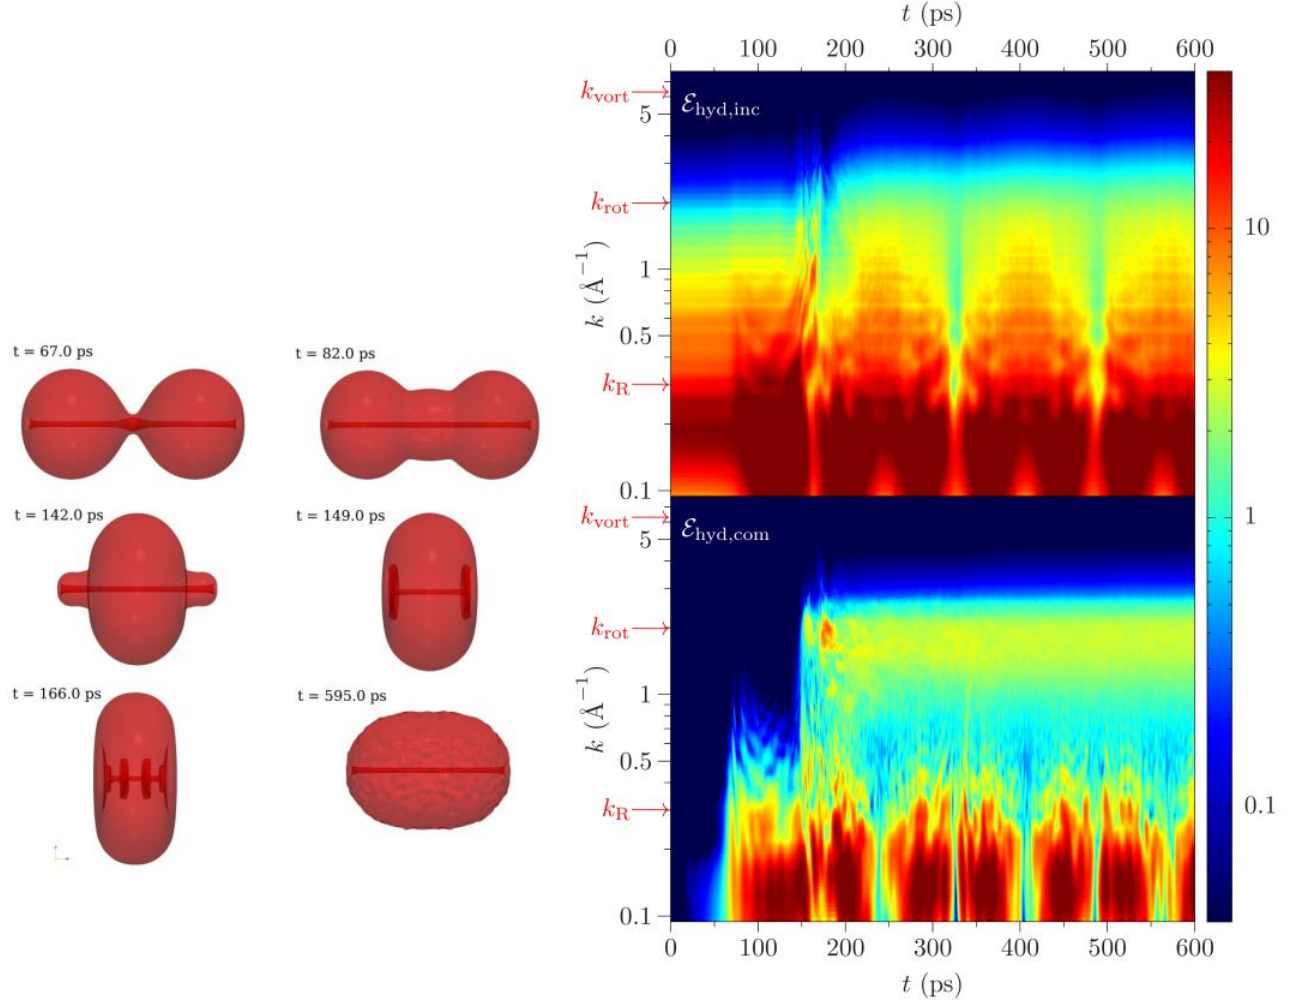 t = 67.0 ps
t = 82.0 ps
t = 142.0 ps
t = 149.0 ps
t = 166.0 ps
t = 595.0 ps
t (ps)
0 100 200 300 400 500 600
k_vort
5
k_rot
1
0.5
k_R
0.1
k (Å⁻¹)
ℰ_hyd,inc
k_vort
5
k_rot
1
0.5
k_R
0.1
k (Å⁻¹)
ℰ_hyd,com
0 100 200 300 400 500 600
t (ps)
10
1
0.1